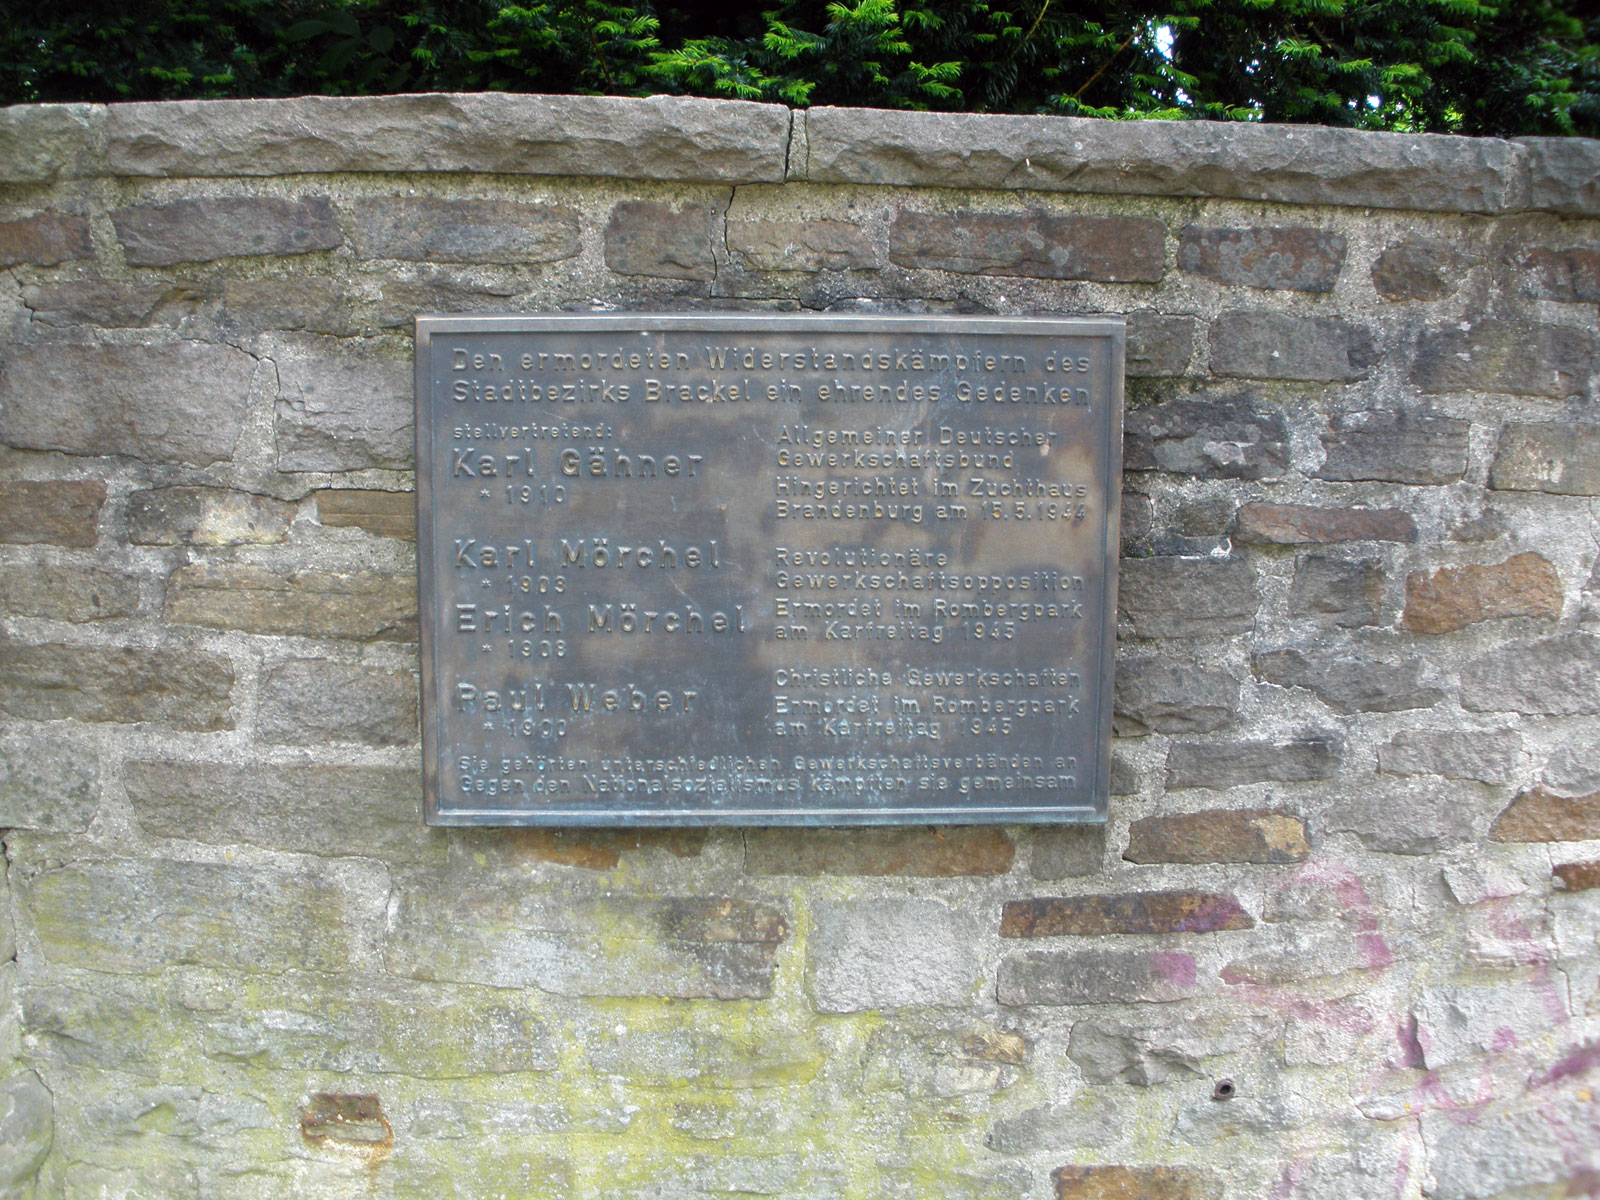 Den ermordeten Widerstandskämpfern des
Stadtbezirks Brackel ein ehrendes Gedenken
stellvertretend:
Karl Gähner
* 1910
Allgemeiner Deutscher
Gewerkschaftsbund
Hingerichtet im Zuchthaus
Brandenburg am 15.5.1944
Karl Mörchel
* 1903
Erich Mörchel
* 1908
Revolutionäre
Gewerkschaftsopposition
Ermordet im Rombergpark
am Karfreitag 1945
Paul Weber
* 1900
Christliche Gewerkschaften
Ermordet im Rombergpark
am Karfreitag 1945
Sie gehörten unterschiedlichen Gewerkschaftsverbänden an
Gegen den Nationalsozialismus kämpften sie gemeinsam